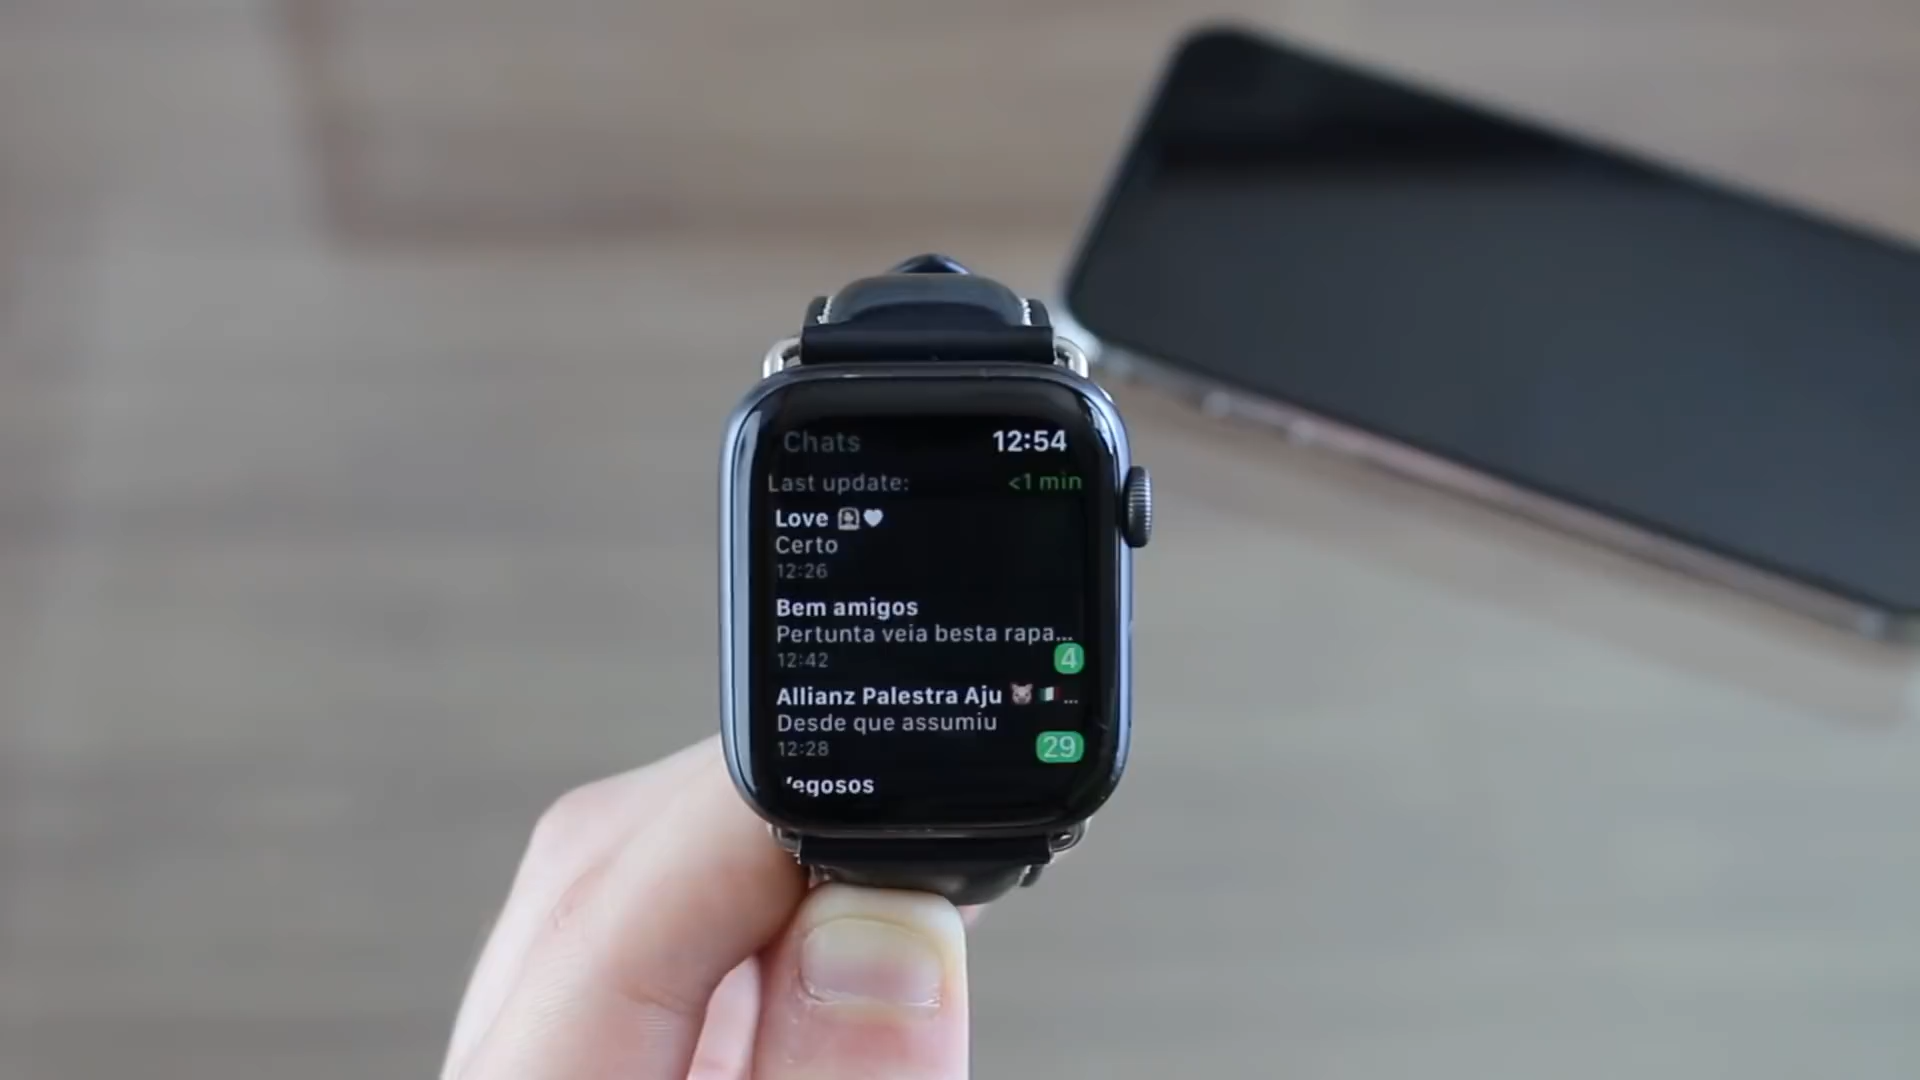 Chats 12:54
Last update: <1 min
Love
Certo
12:26
Bem amigos
Pertunta veia besta rapa...
12:42 4
Allianz Palestra Aju 🐷 🇮🇹 ...
Desde que assumiu
12:28 29